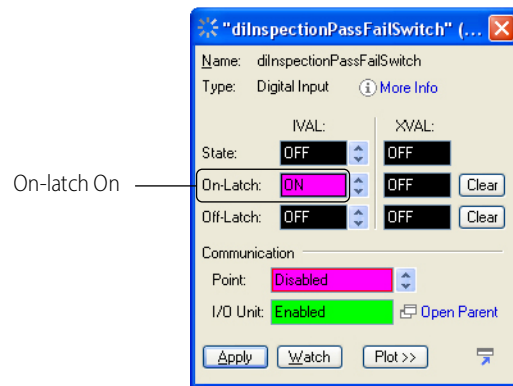 "diInspectionPassFailSwitch" (...
Name: diInspectionPassFailSwitch
Type: Digital Input More Info
IVAL: XVAL:
State: OFF OFF
On-latch On
On-Latch: ON OFF Clear
Off-Latch: OFF OFF Clear
Communication
Point: Disabled
I/O Unit: Enabled Open Parent
Apply Watch Plot >>